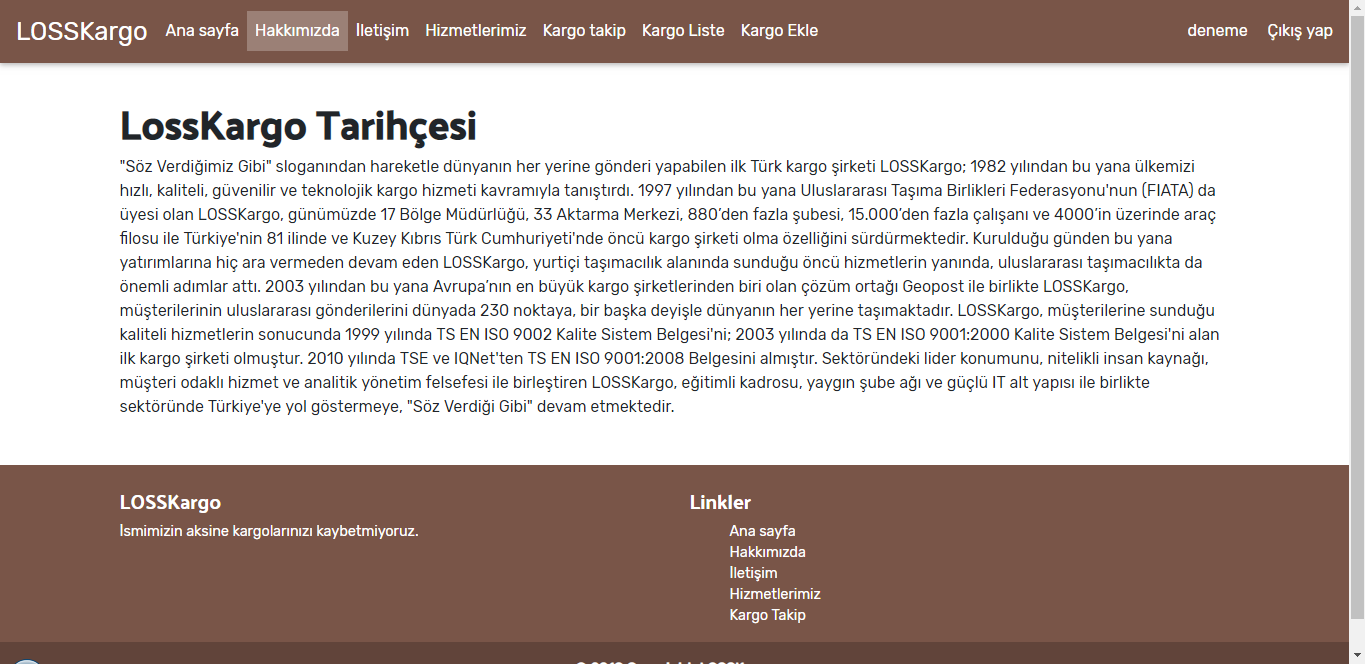 LOSSKargo Ana sayfa Hakkımızda İletişim Hizmetlerimiz Kargo takip Kargo Liste Kargo Ekle deneme Çıkış yap
LossKargo Tarihçesi
"Söz Verdiğimiz Gibi" sloganından hareketle dünyanın her yerine gönderi yapabilen ilk Türk kargo şirketi LOSSKargo; 1982 yılından bu yana ülkemizi
hızlı, kaliteli, güvenilir ve teknolojik kargo hizmeti kavramıyla tanıştırdı. 1997 yılından bu yana Uluslararası Taşıma Birlikleri Federasyonu'nun (FIATA) da
üyesi olan LOSSKargo, günümüzde 17 Bölge Müdürlüğü, 33 Aktarma Merkezi, 880’den fazla şubesi, 15.000’den fazla çalışanı ve 4000’in üzerinde araç
filosu ile Türkiye'nin 81 ilinde ve Kuzey Kıbrıs Türk Cumhuriyeti'nde öncü kargo şirketi olma özelliğini sürdürmektedir. Kurulduğu günden bu yana
yatırımlarına hiç ara vermeden devam eden LOSSKargo, yurtiçi taşımacılık alanında sunduğu öncü hizmetlerin yanında, uluslararası taşımacılıkta da
önemli adımlar attı. 2003 yılından bu yana Avrupa’nın en büyük kargo şirketlerinden biri olan çözüm ortağı Geopost ile birlikte LOSSKargo,
müşterilerinin uluslararası gönderilerini dünyada 230 noktaya, bir başka deyişle dünyanın her yerine taşımaktadır. LOSSKargo, müşterilerine sunduğu
kaliteli hizmetlerin sonucunda 1999 yılında TS EN ISO 9002 Kalite Sistem Belgesi'ni; 2003 yılında da TS EN ISO 9001:2000 Kalite Sistem Belgesi'ni alan
ilk kargo şirketi olmuştur. 2010 yılında TSE ve IQNet'ten TS EN ISO 9001:2008 Belgesini almıştır. Sektöründeki lider konumunu, nitelikli insan kaynağı,
müşteri odaklı hizmet ve analitik yönetim felsefesi ile birleştiren LOSSKargo, eğitimli kadrosu, yaygın şube ağı ve güçlü IT alt yapısı ile birlikte
sektöründe Türkiye'ye yol göstermeye, "Söz Verdiği Gibi" devam etmektedir.
LOSSKargo
İsmimizin aksine kargolarınızı kaybetmiyoruz.
Linkler
Ana sayfa
Hakkımızda
İletişim
Hizmetlerimiz
Kargo Takip